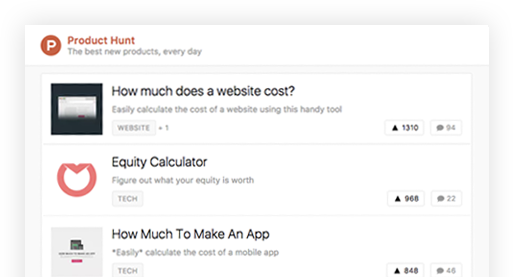 P
Product Hunt
The best new products, every day
How much does a website cost?
Easily calculate the cost of a website using this handy tool
WEBSITE + 1
1310 94
Equity Calculator
Figure out what your equity is worth
TECH
968 22
How Much To Make An App
*Easily* calculate the cost of a mobile app
TECH
848 46